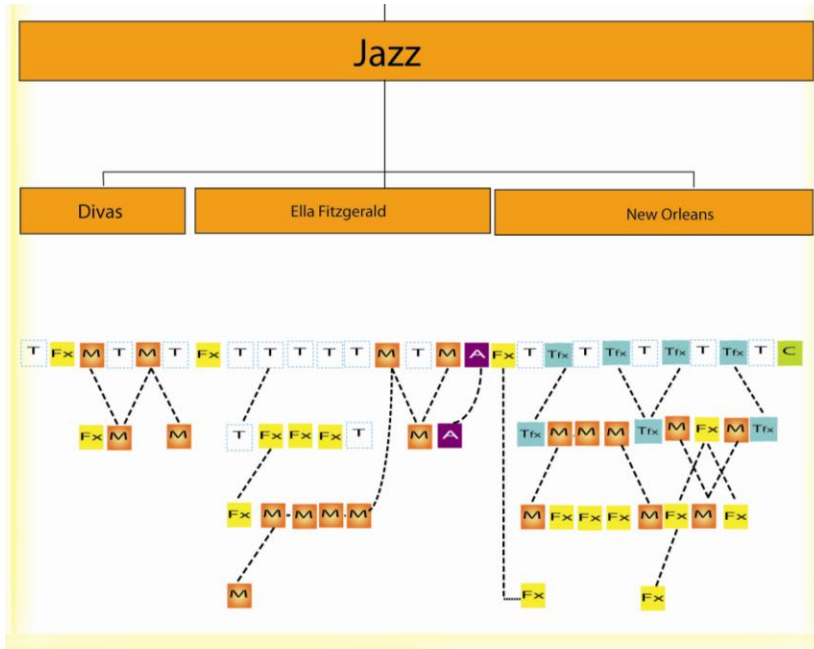 Jazz
Divas Ella Fitzgerald New Orleans
T Fx M T M T Fx T T T T T M T M A Fx T Tfx T Tfx T Tfx T Tfx T C
Fx M M T Fx Fx Fx T M A Tfx M M M Tfx M Fx M Tfx
Fx M M M M M Fx Fx Fx M Fx M Fx
M Fx Fx